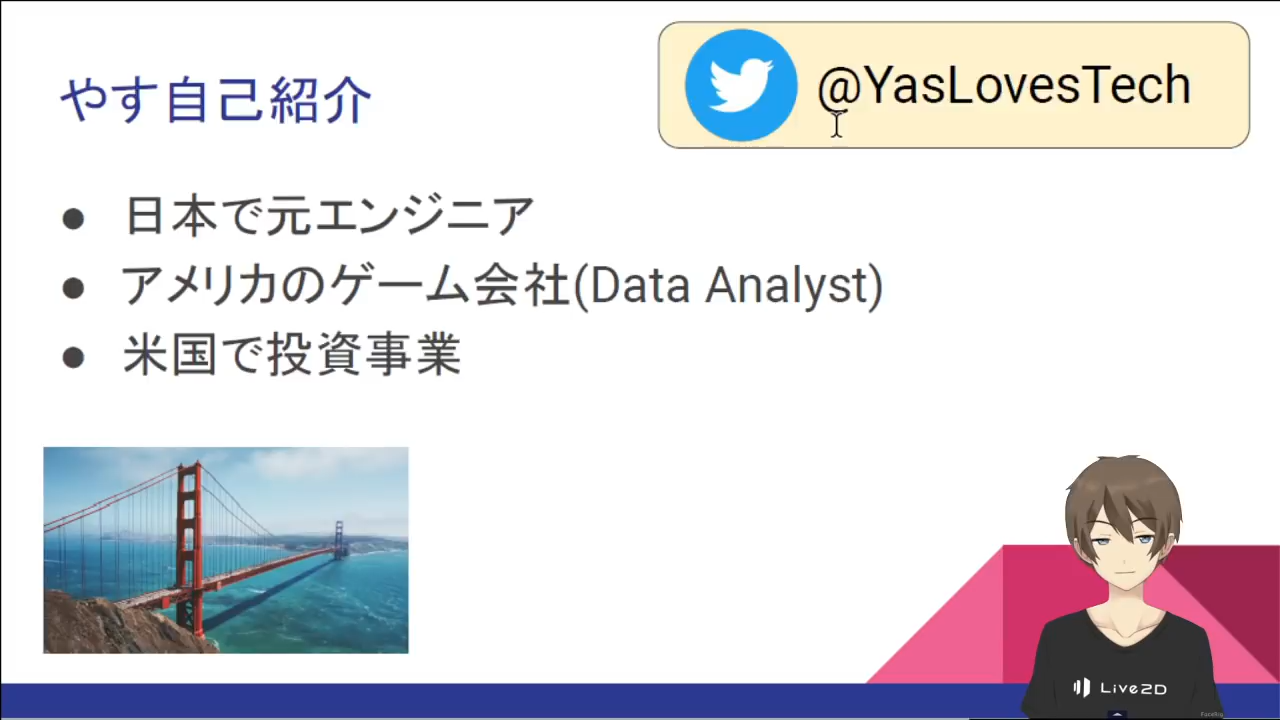 やす自己紹介
@YasLovesTech
● 日本で元エンジニア
● アメリカのゲーム会社(Data Analyst)
● 米国で投資事業
Live2D
FaceRig